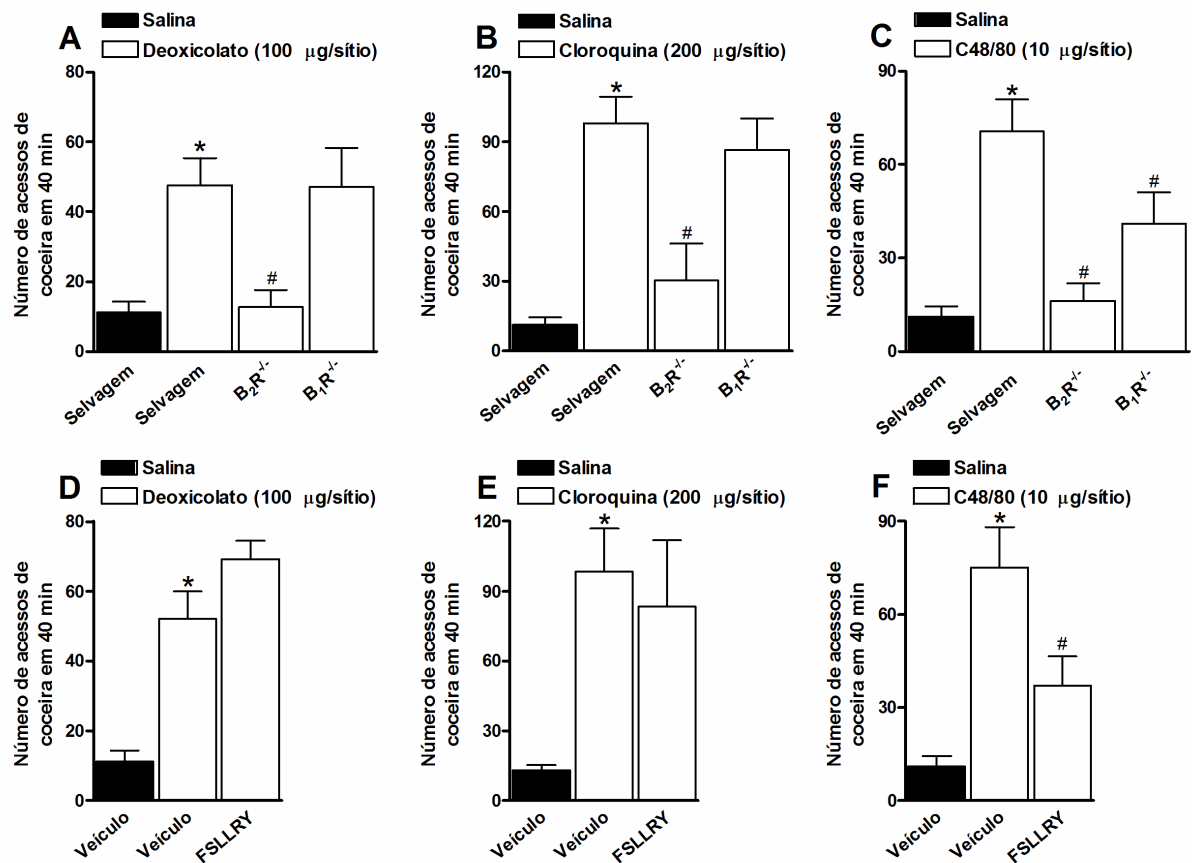 A
Salina
Deoxicolato (100 μg/sítio)
Número de acessos de
coceira em 40 min
80
60
40
20
0
Selvagem
Selvagem
B₂R⁻/⁻
B₁R⁻/⁻
*
#
B
Salina
Cloroquina (200 μg/sítio)
Número de acessos de
coceira em 40 min
120
90
60
30
0
Selvagem
Selvagem
B₂R⁻/⁻
B₁R⁻/⁻
*
#
C
Salina
C48/80 (10 μg/sítio)
Número de acessos de
coceira em 40 min
90
60
30
0
Selvagem
Selvagem
B₂R⁻/⁻
B₁R⁻/⁻
*
#
#
D
Salina
Deoxicolato (100 μg/sítio)
Número de acessos de
coceira em 40 min
80
60
40
20
0
Veículo
Veículo
FSLLRY
*
E
Salina
Cloroquina (200 μg/sítio)
Número de acessos de
coceira em 40 min
120
90
60
30
0
Veículo
Veículo
FSLLRY
*
F
Salina
C48/80 (10 μg/sítio)
Número de acessos de
coceira em 40 min
90
60
30
0
Veículo
Veículo
FSLLRY
*
#